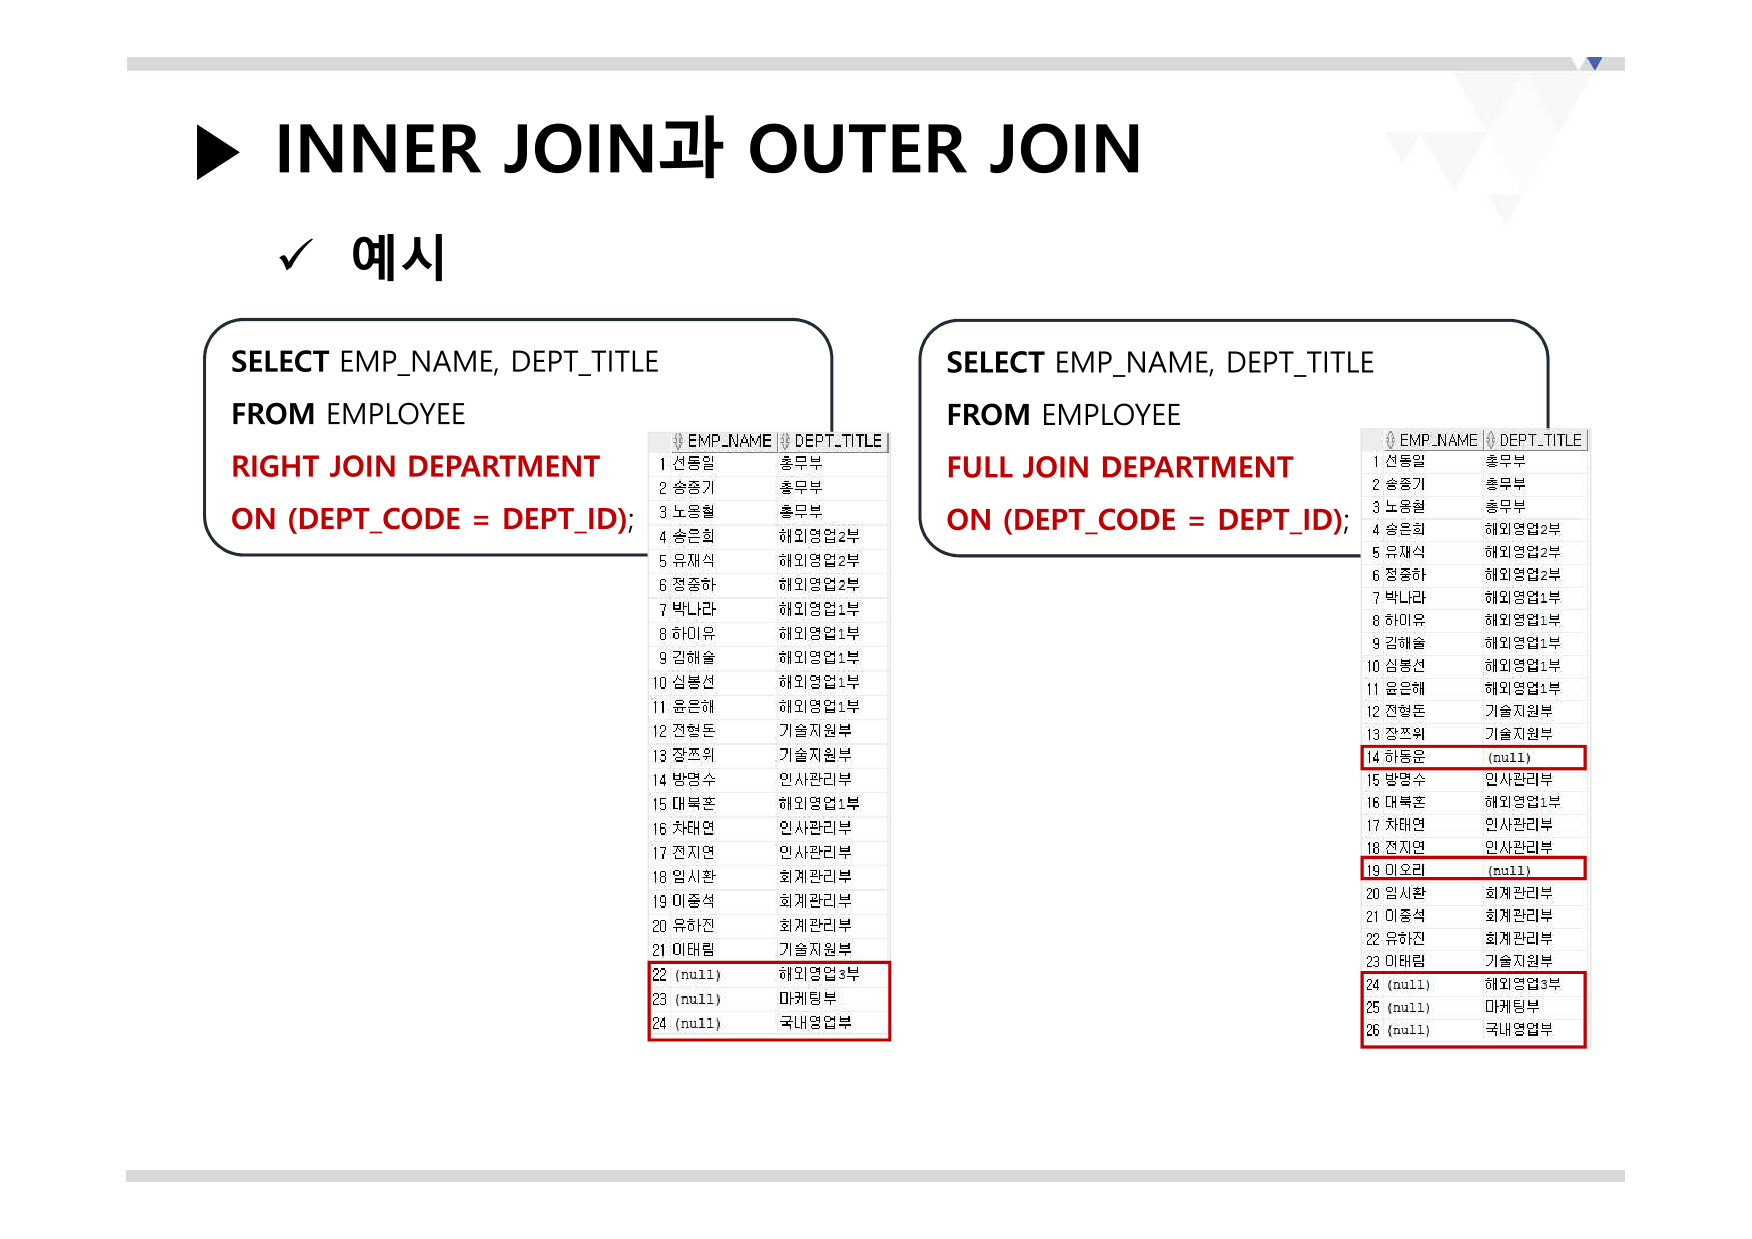 ▶ INNER JOIN과 OUTER JOIN
✓ 예시
SELECT EMP_NAME, DEPT_TITLE
FROM EMPLOYEE
RIGHT JOIN DEPARTMENT
ON (DEPT_CODE = DEPT_ID);
EMP_NAME DEPT_TITLE
1 선동일 총무부
2 송종기 총무부
3 노옹철 총무부
4 송은희 해외영업2부
5 유재식 해외영업2부
6 정중하 해외영업2부
7 박나라 해외영업1부
8 하이유 해외영업1부
9 김해술 해외영업1부
10 심봉선 해외영업1부
11 윤은해 해외영업1부
12 전형돈 기술지원부
13 장쯔위 기술지원부
14 방명수 인사관리부
15 대북혼 해외영업1부
16 차태연 인사관리부
17 전지연 인사관리부
18 임시환 회계관리부
19 이중석 회계관리부
20 유하진 회계관리부
21 이태림 기술지원부
22 (null) 해외영업3부
23 (null) 마케팅부
24 (null) 국내영업부
SELECT EMP_NAME, DEPT_TITLE
FROM EMPLOYEE
FULL JOIN DEPARTMENT
ON (DEPT_CODE = DEPT_ID);
EMP_NAME DEPT_TITLE
1 선동일 총무부
2 송종기 총무부
3 노옹철 총무부
4 송은희 해외영업2부
5 유재식 해외영업2부
6 정중하 해외영업2부
7 박나라 해외영업1부
8 하이유 해외영업1부
9 김해술 해외영업1부
10 심봉선 해외영업1부
11 윤은해 해외영업1부
12 전형돈 기술지원부
13 장쯔위 기술지원부
14 하동운 (null)
15 방명수 인사관리부
16 대북혼 해외영업1부
17 차태연 인사관리부
18 전지연 인사관리부
19 이오리 (null)
20 임시환 회계관리부
21 이중석 회계관리부
22 유하진 회계관리부
23 이태림 기술지원부
24 (null) 해외영업3부
25 (null) 마케팅부
26 (null) 국내영업부